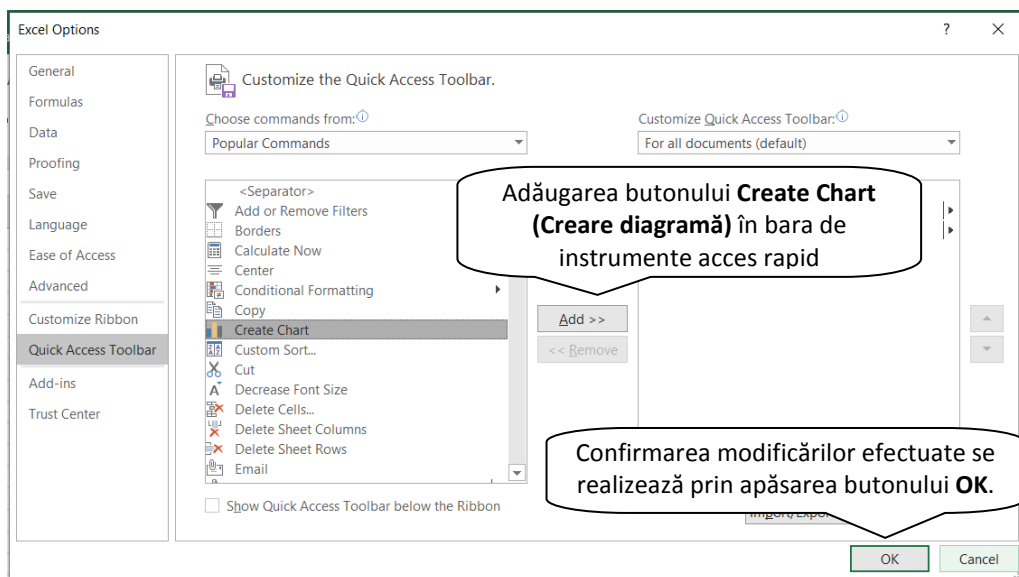 Excel Options
?
General
Formulas
Data
Proofing
Save
Language
Ease of Access
Advanced
Customize Ribbon
Quick Access Toolbar
Add-ins
Trust Center
Customize the Quick Access Toolbar.
Choose commands from:
Popular Commands
<Separator>
Add or Remove Filters
Borders
Calculate Now
Center
Conditional Formatting
Copy
Create Chart
Custom Sort...
Cut
Decrease Font Size
Delete Cells...
Delete Sheet Columns
Delete Sheet Rows
Email
Show Quick Access Toolbar below the Ribbon
Add >>
<< Remove
Customize Quick Access Toolbar:
For all documents (default)
Adăugarea butonului Create Chart
(Creare diagramă) în bara de
instrumente acces rapid
Confirmarea modificărilor efectuate se
realizează prin apăsarea butonului OK.
OK
Cancel